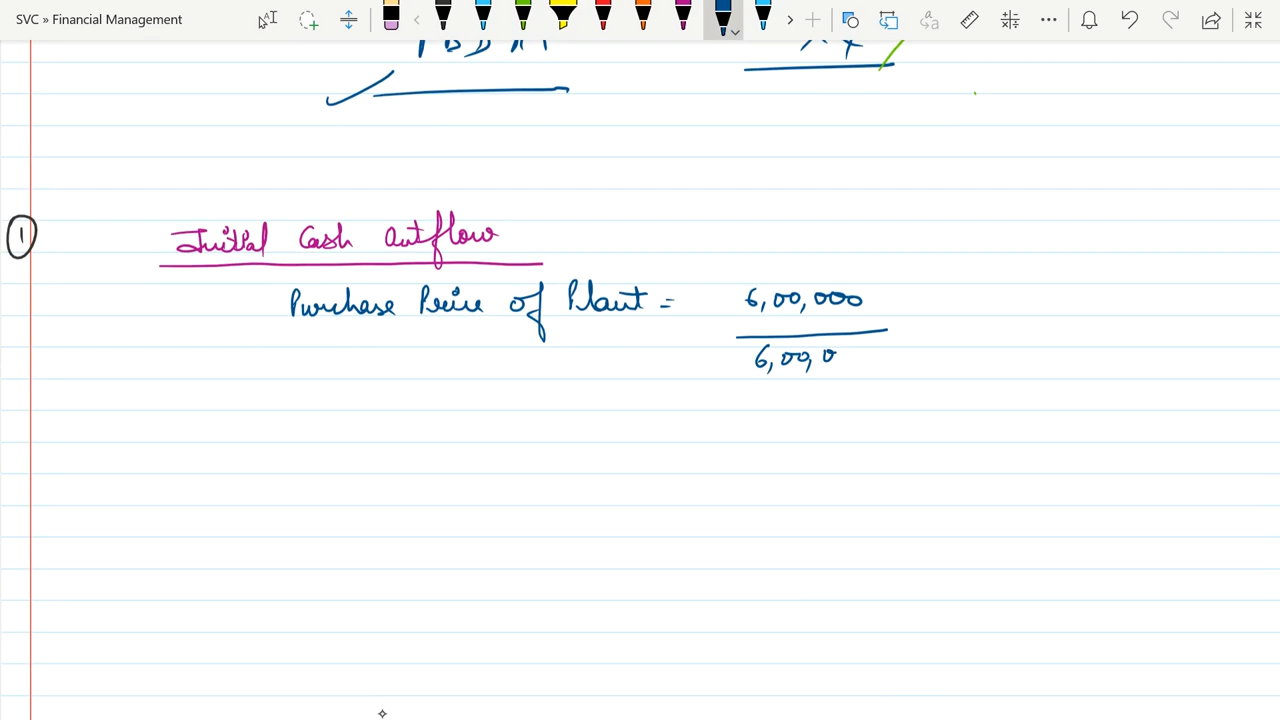 SVC » Financial Management
1 Initial Cash outflow
Purchase Price of Plant = 6,00,000
6,00,0